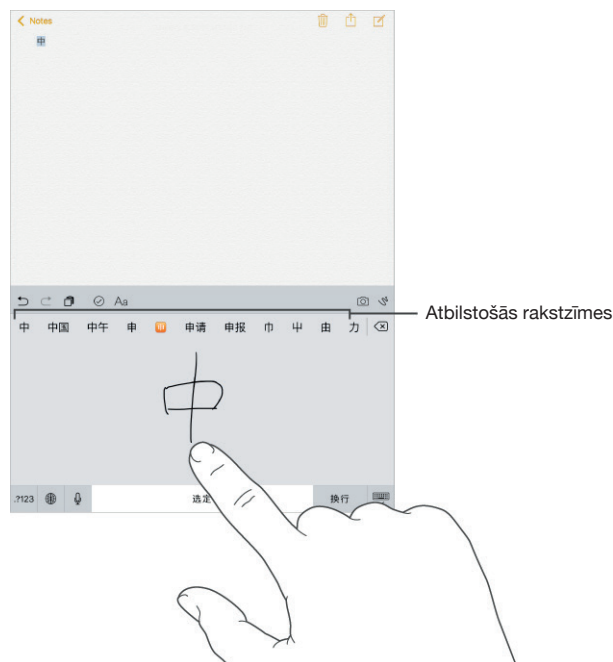 Notes
中
Aa
Atbilstošās rakstzīmes
中 中国 中午 申 申请 申报 巾 屮 由 力
中
.?123 选定 换行